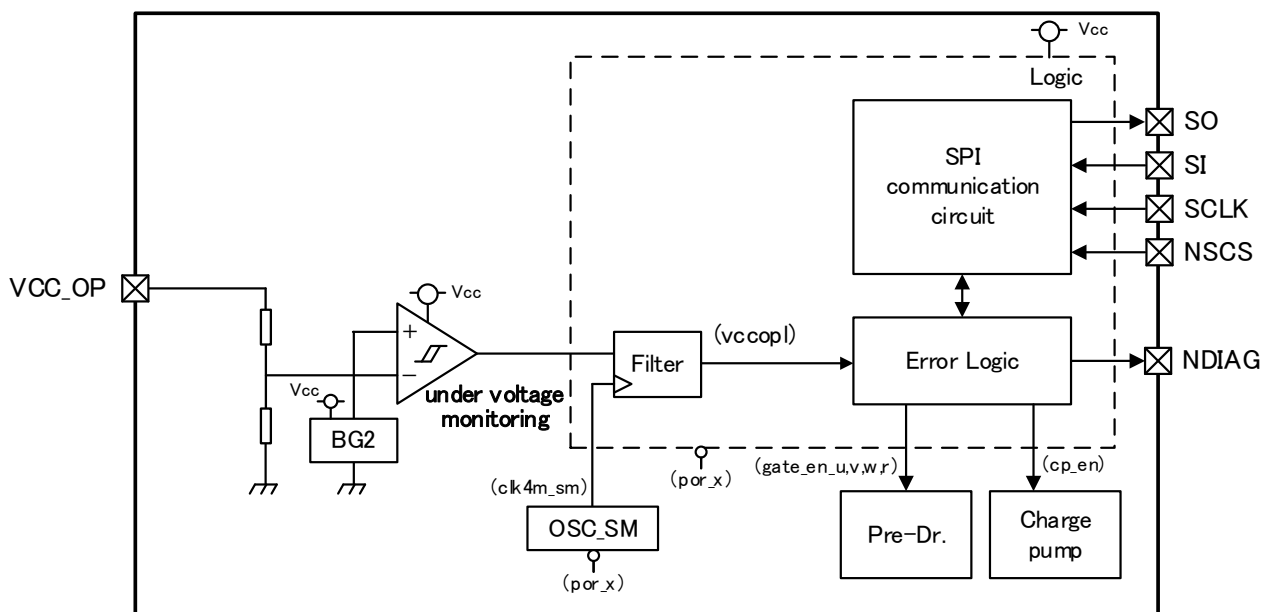 Vcc
Logic
SPI
communication
circuit
SO
SI
SCLK
NSCS
VCC_OP
Vcc
+
−
Vcc
BG2
under voltage
monitoring
Filter
(vccopl)
Error Logic
NDIAG
(clk4m_sm)
OSC_SM
(por_x)
(por_x)
(gate_en_u,v,w,r)
(cp_en)
Pre-Dr.
Charge
pump